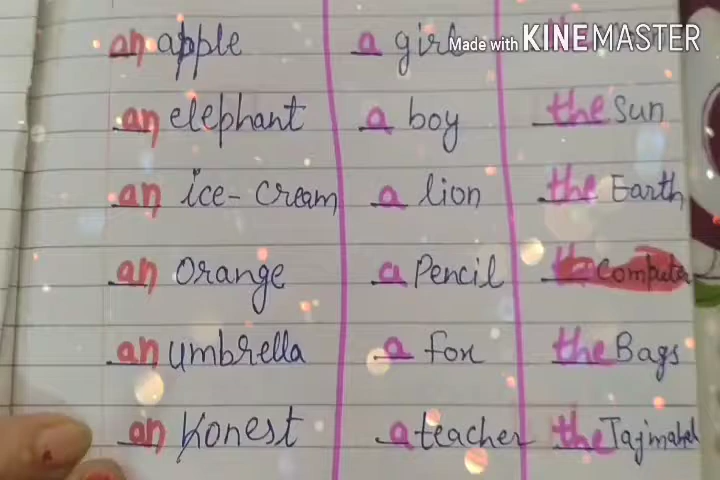 an apple a girl Made with KINEMASTER
an elephant a boy the Sun
an ice-cream a lion the Earth
an orange a Pencil the Computer
an umbrella a fox the Bags
an honest a teacher the Tajmahel